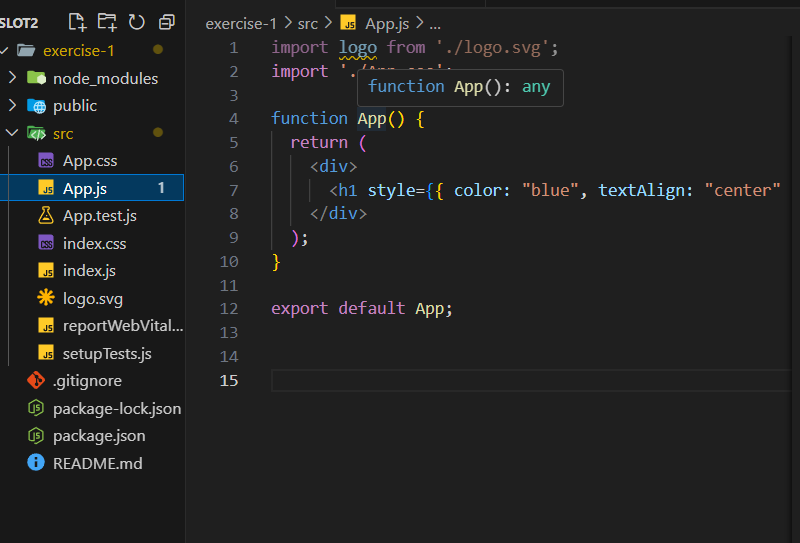 SLOT2
exercise-1
node_modules
public
src
App.css
App.js 1
App.test.js
index.css
index.js
logo.svg
reportWebVital...
setupTests.js
.gitignore
package-lock.json
package.json
README.md
exercise-1 > src > JS App.js > ...
1 import logo from './logo.svg';
2 import './App.css';
function App(): any
3
4 function App() {
5 return (
6 <div>
7 <h1 style={{ color: "blue", textAlign: "center"
8 </div>
9 );
10 }
11
12 export default App;
13
14
15